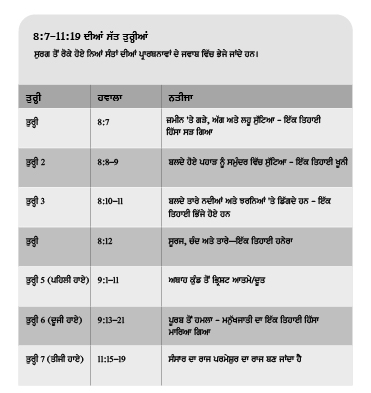 8:7–11:19 ਦੀਆਂ ਸੱਤ ਤੁਰ੍ਹੀਆਂ
ਸੁਰਗ ਤੋਂ ਰੋਕੇ ਹੋਏ ਨਿਆਂ ਸੰਤਾਂ ਦੀਆਂ ਪ੍ਰਾਰਥਨਾਵਾਂ ਦੇ ਜਵਾਬ ਵਿੱਚ ਭੇਜੇ ਜਾਂਦੇ ਹਨ।
ਤੁਰ੍ਹੀ ਹਵਾਲਾ ਨਤੀਜਾ
ਤੁਰ੍ਹੀ 8:7 ਜ਼ਮੀਨ 'ਤੇ ਗੜੇ, ਅੱਗ ਅਤੇ ਲਹੂ ਸੁੱਟਿਆ – ਇੱਕ ਤਿਹਾਈ
ਹਿੱਸਾ ਸੜ ਗਿਆ
ਤੁਰ੍ਹੀ 2 8:8–9 ਬਲਦੇ ਹੋਏ ਪਹਾੜ ਨੂੰ ਸਮੁੰਦਰ ਵਿੱਚ ਸੁੱਟਿਆ – ਇੱਕ ਤਿਹਾਈ ਖੂਨੀ
ਤੁਰ੍ਹੀ 3 8:10–11 ਬਲਦੇ ਤਾਰੇ ਨਦੀਆਂ ਅਤੇ ਝਰਨਿਆਂ 'ਤੇ ਡਿੱਗਦੇ ਹਨ – ਇੱਕ
ਤਿਹਾਈ ਭਿੱਜੇ ਹੋਏ ਹਨ
ਤੁਰ੍ਹੀ 8:12 ਸੂਰਜ, ਚੰਦ ਅਤੇ ਤਾਰੇ—ਇੱਕ ਤਿਹਾਈ ਹਨੇਰਾ
ਤੁਰ੍ਹੀ 5 (ਪਹਿਲੀ ਹਾਏ) 9:1–11 ਅਥਾਹ ਕੁੰਡ ਤੋਂ ਭ੍ਰਿਸ਼ਟ ਆਤਮੇ/ਦੂਤ
ਤੁਰ੍ਹੀ 6 (ਦੂਜੀ ਹਾਏ) 9:13–21 ਪੂਰਬ ਤੋਂ ਹਮਲਾ – ਮਨੁੱਖਜਾਤੀ ਦਾ ਇੱਕ ਤਿਹਾਈ ਹਿੱਸਾ
ਮਾਰਿਆ ਗਿਆ
ਤੁਰ੍ਹੀ 7 (ਤੀਜੀ ਹਾਏ) 11:15–19 ਸੰਸਾਰ ਦਾ ਰਾਜ ਪਰਮੇਸ਼ੁਰ ਦਾ ਰਾਜ ਬਣ ਜਾਂਦਾ ਹੈ